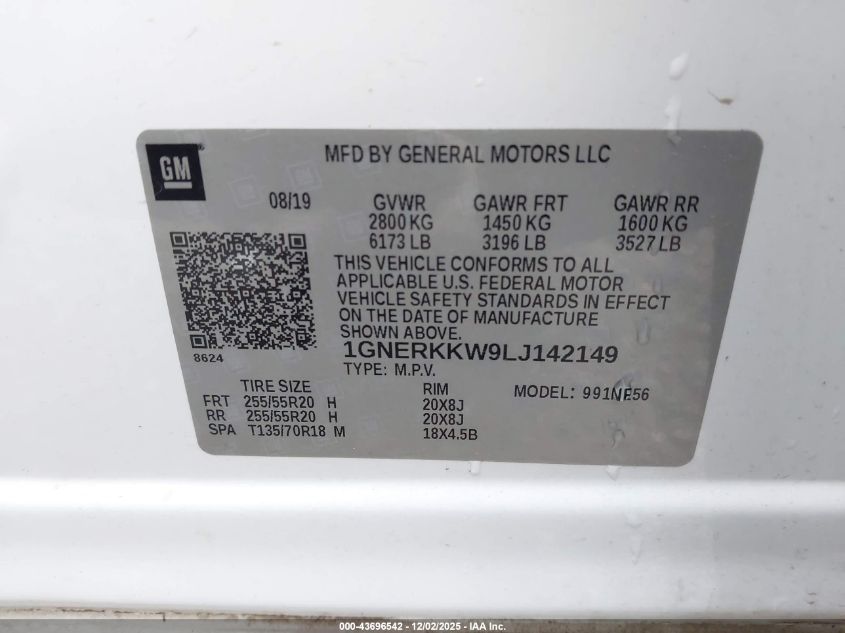 GM
MFD BY GENERAL MOTORS LLC
08/19 GVWR GAWR FRT GAWR RR
2800 KG 1450 KG 1600 KG
6173 LB 3196 LB 3527 LB
THIS VEHICLE CONFORMS TO ALL
APPLICABLE U.S. FEDERAL MOTOR
VEHICLE SAFETY STANDARDS IN EFFECT
ON THE DATE OF MANUFACTURE
SHOWN ABOVE.
8624
1GNERKKW9LJ142149
TYPE: M.P.V.
TIRE SIZE RIM MODEL: 991NF56
FRT 255/55R20 H 20X8J
RR 255/55R20 H 20X8J
SPA T135/70R18 M 18X4.5B
000-43696542 - 12/02/2025 - IAA Inc.